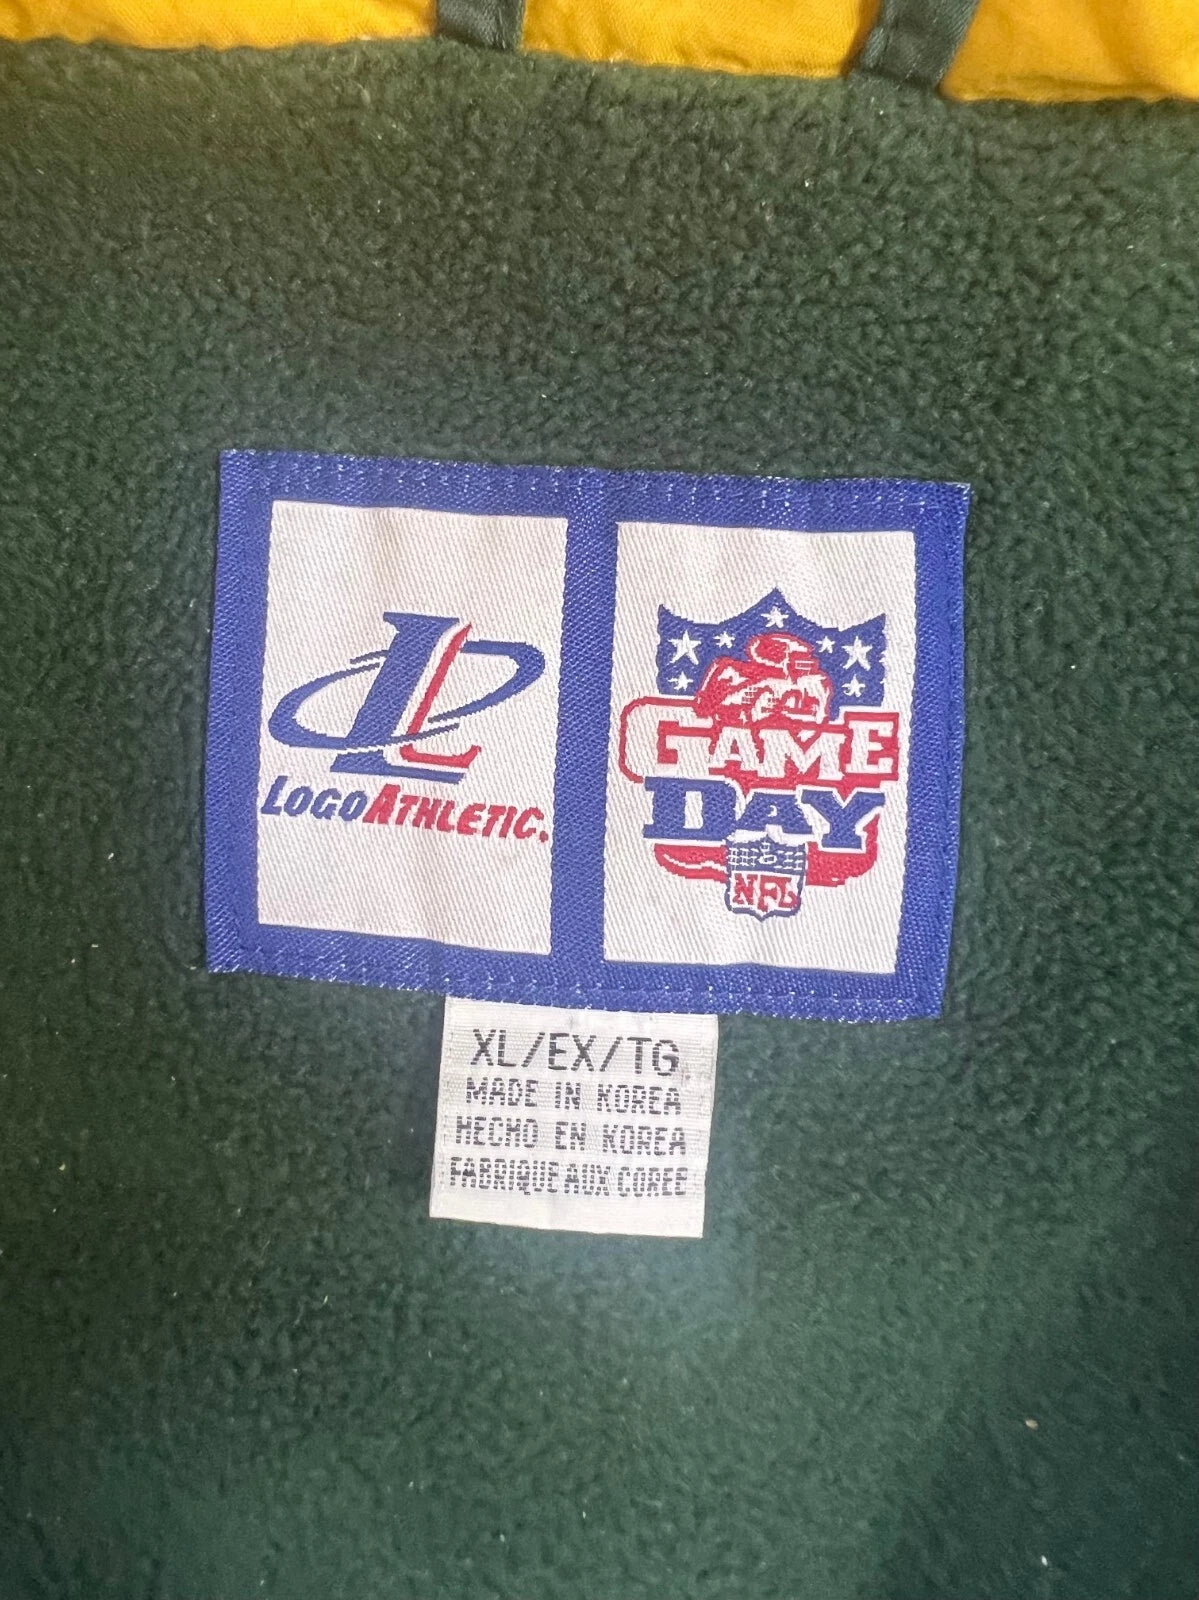 LOGOATHLETIC.
GAME
DAY
NFL
XL/EX/TG
MADE IN KOREA
HECHO EN KOREA
FABRIQUE AUX COREE